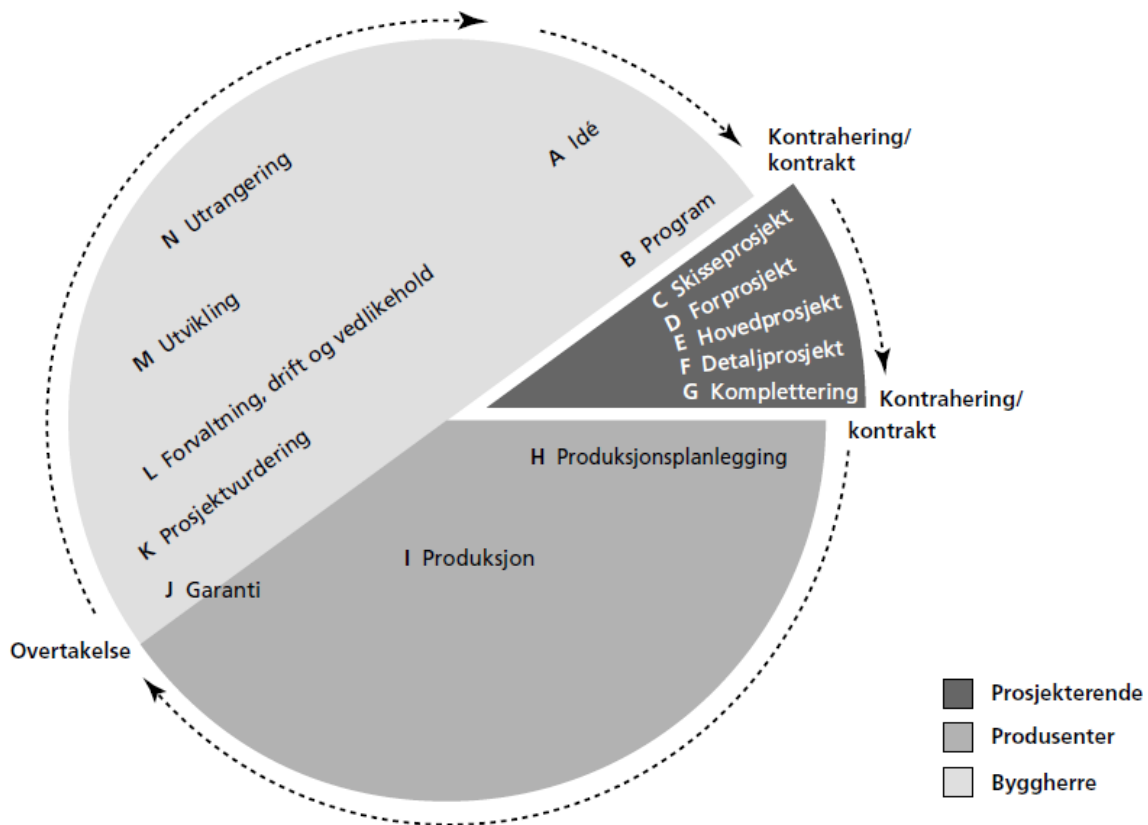 Kontrahering/
kontrakt
A Idé
B Program
C Skisseprosjekt
D Forprosjekt
E Hovedprosjekt
F Detaljprosjekt
G Komplettering
Kontrahering/
kontrakt
H Produksjonsplanlegging
I Produksjon
J Garanti
Overtakelse
K Prosjektvurdering
L Forvaltning, drift og vedlikehold
M Utvikling
N Utrangering
Prosjekterende
Produsenter
Byggherre